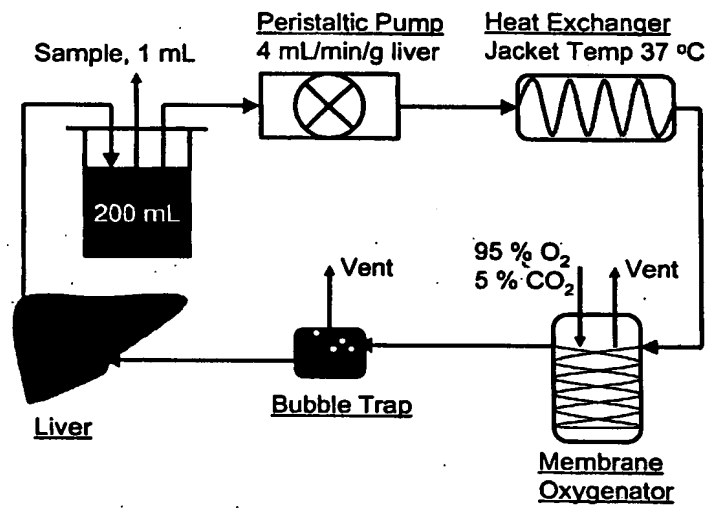 Peristaltic Pump
4 mL/min/g liver
Heat Exchanger
Jacket Temp 37 ºC
Sample, 1 mL
200 mL
95 % O₂
5 % CO₂
Vent
Vent
Bubble Trap
Liver
Membrane
Oxygenator